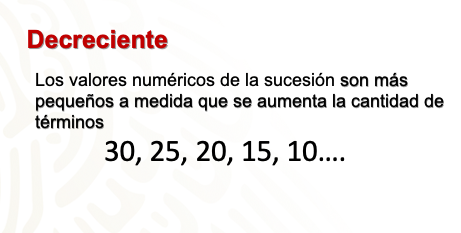 Decreciente
Los valores numéricos de la sucesión son más
pequeños a medida que se aumenta la cantidad de
términos
30, 25, 20, 15, 10....